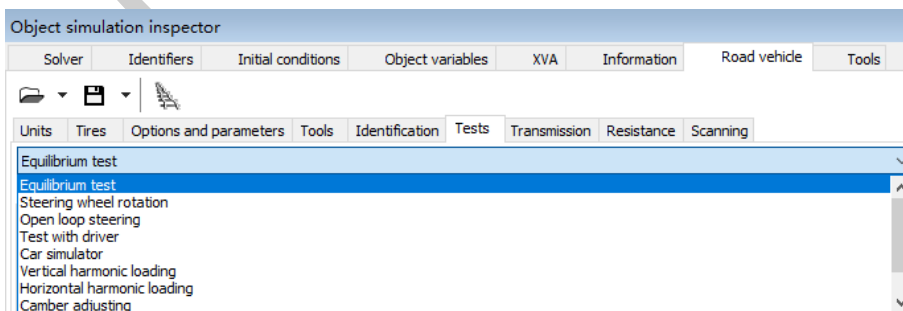 Object simulation inspector
Solver Identifiers Initial conditions Object variables XVA Information Road vehicle Tools
Units Tires Options and parameters Tools Identification Tests Transmission Resistance Scanning
Equilibrium test
Equilibrium test
Steering wheel rotation
Open loop steering
Test with driver
Car simulator
Vertical harmonic loading
Horizontal harmonic loading
Camber adjusting